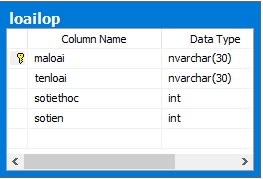 loailop
Column Name Data Type
maloai nvarchar(30)
tenloai nvarchar(30)
sotiethoc int
sotien int